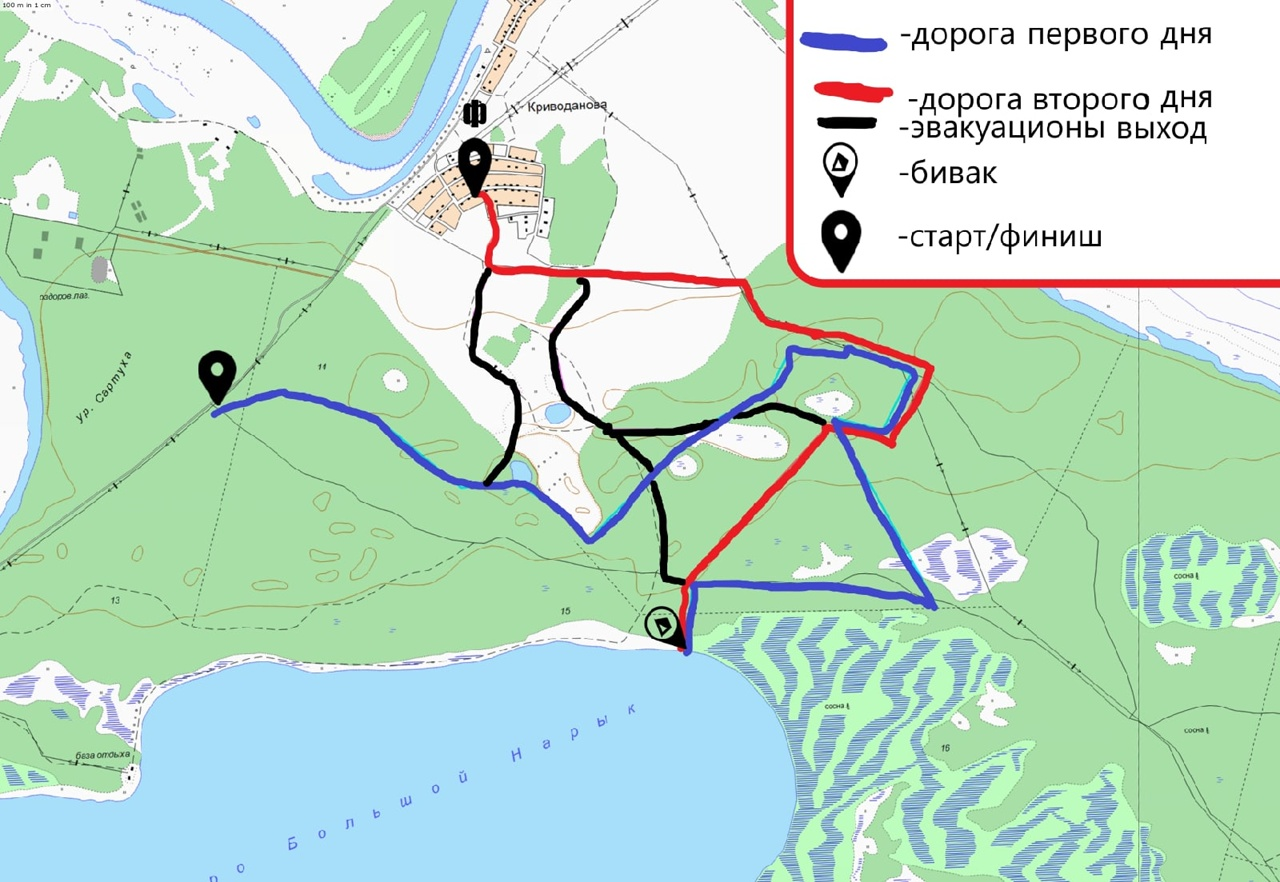 100 m in 1 cm
-дорога первого дня
-дорога второго дня
-эвакуационы выход
-бивак
-старт/финиш
ф
Криводанова
ур. Сартуха
11
13
15
сосна
сосна
сосна
16
база отдыха
Большой Нарык